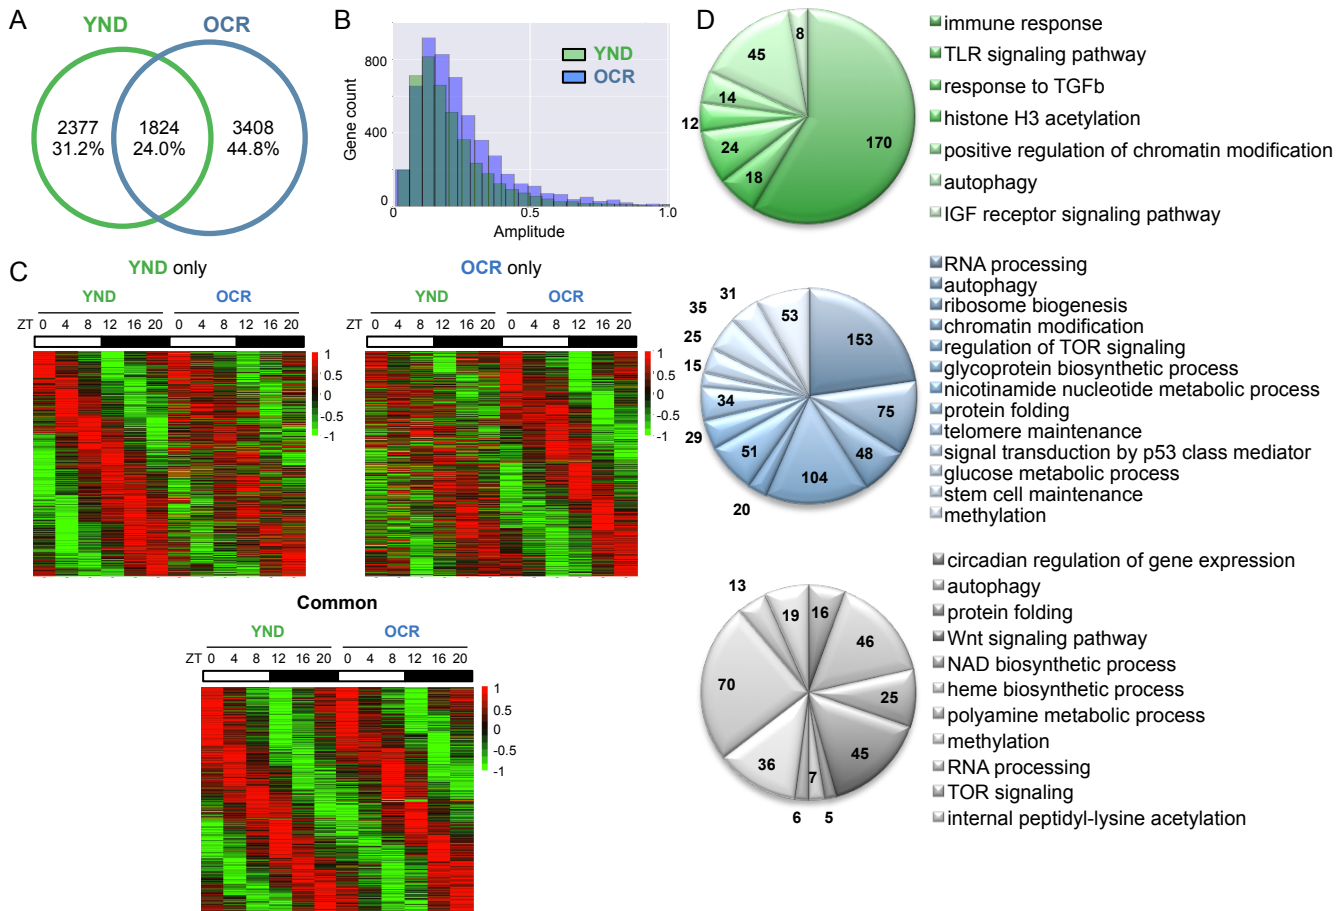 A
YND
OCR
2377
31.2%
1824
24.0%
3408
44.8%
B
Gene count
800
400
0
0
0.5
1.0
Amplitude
YND
OCR
C
YND only
YND
OCR
ZT 0 4 8 12 16 20 0 4 8 12 16 20
1
0.5
0
-0.5
-1
OCR only
YND
OCR
ZT 0 4 8 12 16 20 0 4 8 12 16 20
1
0.5
0
-0.5
-1
Common
YND
OCR
ZT 0 4 8 12 16 20 0 4 8 12 16 20
1
0.5
0
-0.5
-1
D
8
45
14
12
24
18
170
immune response
TLR signaling pathway
response to TGFb
histone H3 acetylation
positive regulation of chromatin modification
autophagy
IGF receptor signaling pathway
31
35
25
15
34
29
51
20
104
48
75
153
53
RNA processing
autophagy
ribosome biogenesis
chromatin modification
regulation of TOR signaling
glycoprotein biosynthetic process
nicotinamide nucleotide metabolic process
protein folding
telomere maintenance
signal transduction by p53 class mediator
glucose metabolic process
stem cell maintenance
methylation
13
19
16
46
25
45
5
7
6
36
70
circadian regulation of gene expression
autophagy
protein folding
Wnt signaling pathway
NAD biosynthetic process
heme biosynthetic process
polyamine metabolic process
methylation
RNA processing
TOR signaling
internal peptidyl-lysine acetylation